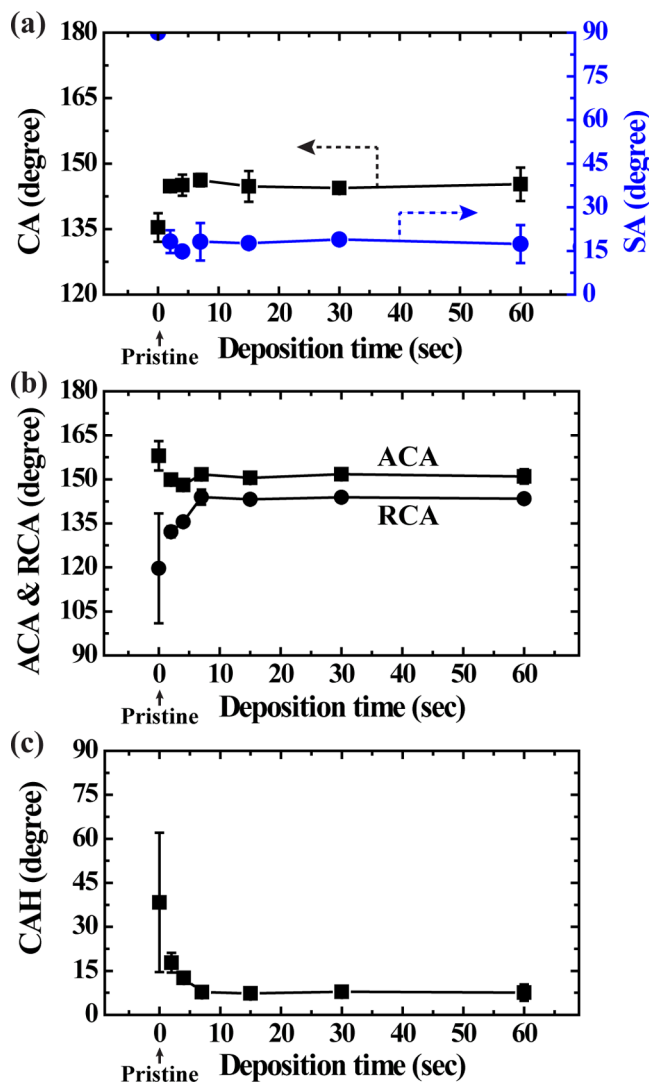 (a)
180
165
150
135
120
CA (degree)
90
75
60
45
30
15
0
SA (degree)
0 10 20 30 40 50 60
Pristine
Deposition time (sec)
(b)
180
165
150
135
120
105
90
ACA & RCA (degree)
ACA
RCA
0 10 20 30 40 50 60
Pristine
Deposition time (sec)
(c)
90
75
60
45
30
15
0
CAH (degree)
0 10 20 30 40 50 60
Pristine
Deposition time (sec)